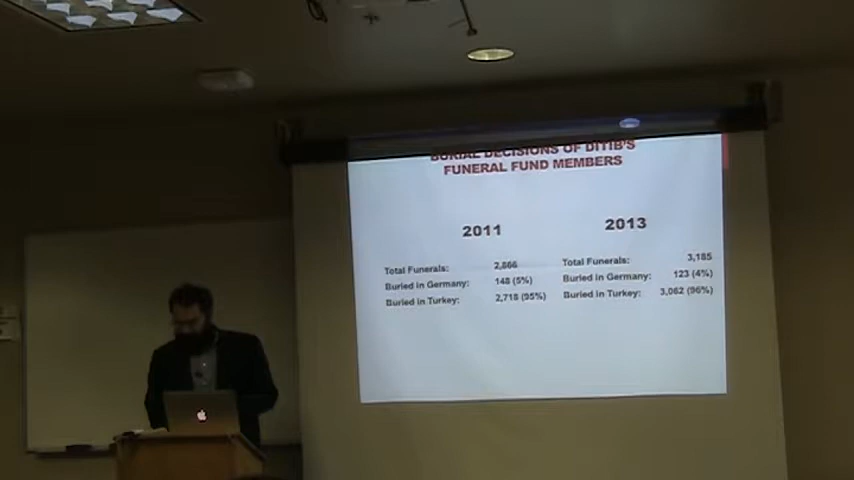 BURIAL DECISIONS OF DITIB'S
FUNERAL FUND MEMBERS
2011
2013
Total Funerals: 2,866
Buried in Germany: 148 (5%)
Buried in Turkey: 2,718 (95%)
Total Funerals: 3,185
Buried in Germany: 123 (4%)
Buried in Turkey: 3,062 (96%)